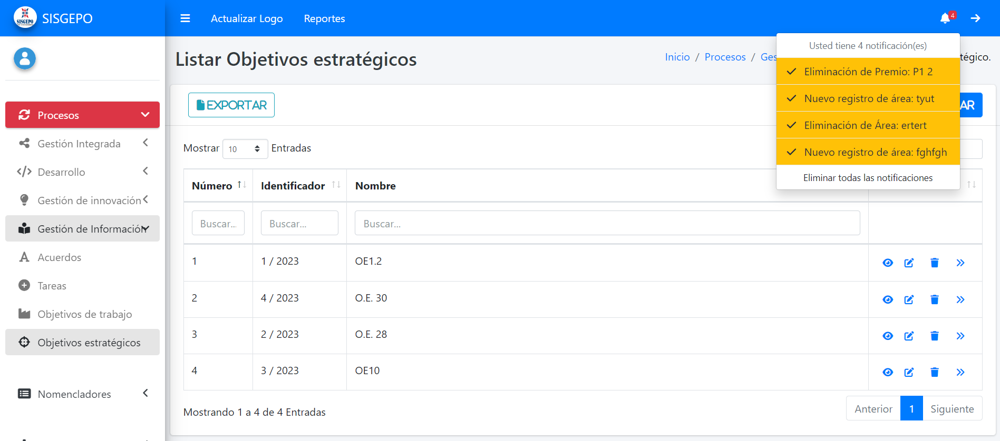 SISGEPO
SISGEPO
Actualizar Logo
Reportes
4
Listar Objetivos estratégicos
Inicio / Procesos / Ges
tégico.
Usted tiene 4 notificación(es)
Eliminación de Premio: P1 2
Nuevo registro de área: tyut
Eliminación de Área: ertert
Nuevo registro de área: fghfgh
Eliminar todas las notificaciones
Procesos
Gestión Integrada
Desarrollo
Gestión de innovación
Gestión de Información
Acuerdos
Tareas
Objetivos de trabajo
Objetivos estratégicos
Nomencladores
EXPORTAR
AR
Mostrar 10 Entradas
Número Identificador Nombre
Buscar... Buscar... Buscar...
1 1 / 2023 OE1.2
2 4 / 2023 O.E. 30
3 2 / 2023 O.E. 28
4 3 / 2023 OE10
Mostrando 1 a 4 de 4 Entradas
Anterior 1 Siguiente